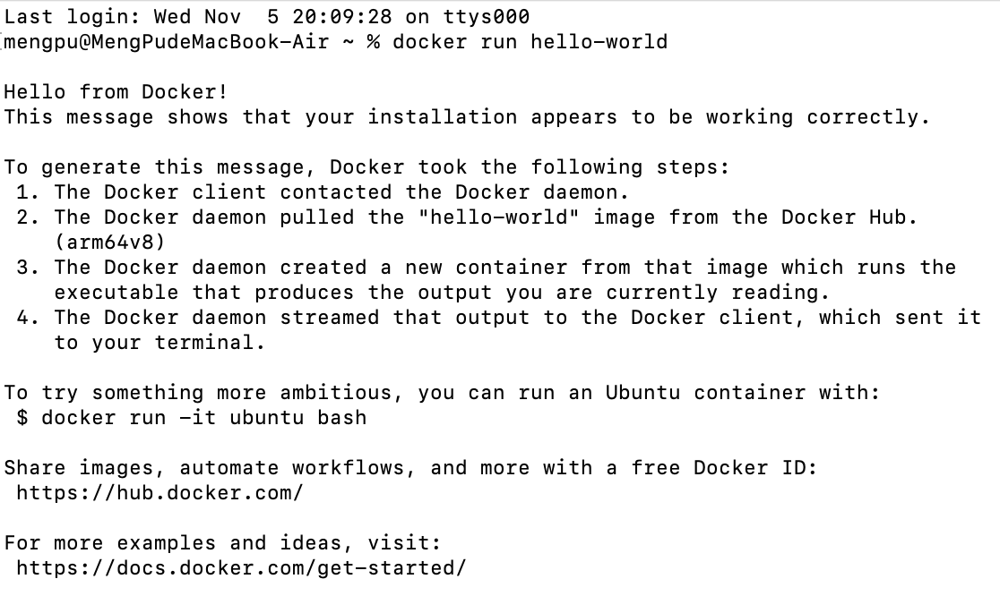 Last login: Wed Nov  5 20:09:28 on ttys000
mengpu@MengPudeMacBook-Air ~ % docker run hello-world

Hello from Docker!
This message shows that your installation appears to be working correctly.

To generate this message, Docker took the following steps:
 1. The Docker client contacted the Docker daemon.
 2. The Docker daemon pulled the "hello-world" image from the Docker Hub.
    (arm64v8)
 3. The Docker daemon created a new container from that image which runs the
    executable that produces the output you are currently reading.
 4. The Docker daemon streamed that output to the Docker client, which sent it
    to your terminal.

To try something more ambitious, you can run an Ubuntu container with:
 $ docker run -it ubuntu bash

Share images, automate workflows, and more with a free Docker ID:
 https://hub.docker.com/

For more examples and ideas, visit:
 https://docs.docker.com/get-started/